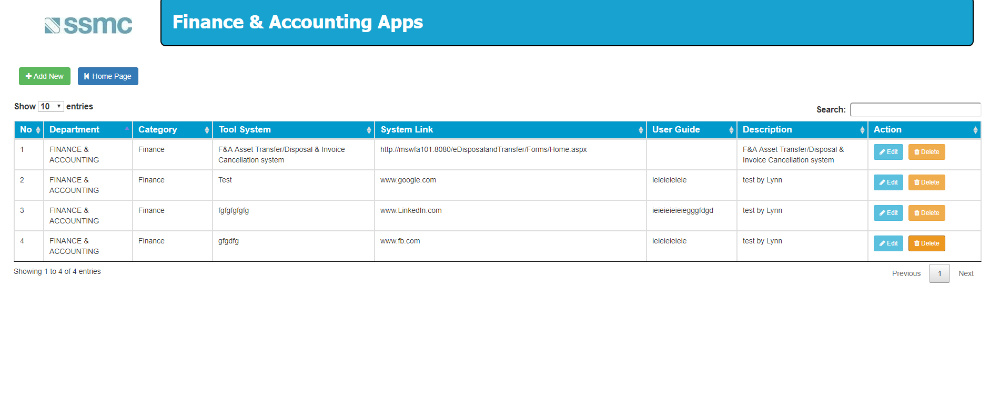 ssmc
Finance & Accounting Apps
Add New
Home Page
Show 10 entries
Search:
No Department Category Tool System System Link User Guide Description Action
1 FINANCE & Finance F&A Asset Transfer/Disposal & Invoice http://mswfa101:8080/eDisposalandTransfer/Forms/Home.aspx F&A Asset Transfer/Disposal & Edit Delete
ACCOUNTING Cancellation system Invoice Cancellation system
2 FINANCE & Finance Test www.google.com ieieieieieie test by Lynn Edit Delete
ACCOUNTING
3 FINANCE & Finance fgfgfgfgfg www.LinkedIn.com ieieieieieiegggfdgd test by Lynn Edit Delete
ACCOUNTING
4 FINANCE & Finance gfgdfg www.fb.com ieieieieieie test by Lynn Edit Delete
ACCOUNTING
Showing 1 to 4 of 4 entries
Previous 1 Next